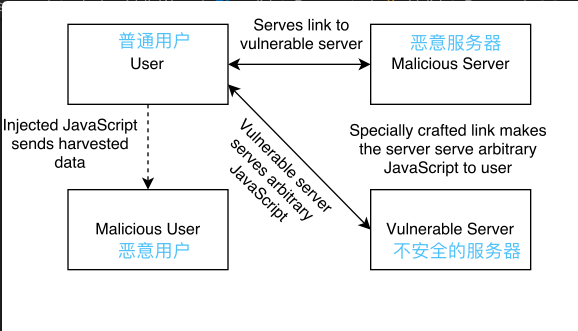 普通用户
User
Serves link to
vulnerable server
恶意服务器
Malicious Server
Injected JavaScript
sends harvested
data
Vulnerable server
serves arbitrary
JavaScript
Specially crafted link makes
the server serve arbitrary
JavaScript to user
Malicious User
恶意用户
Vulnerable Server
不安全的服务器